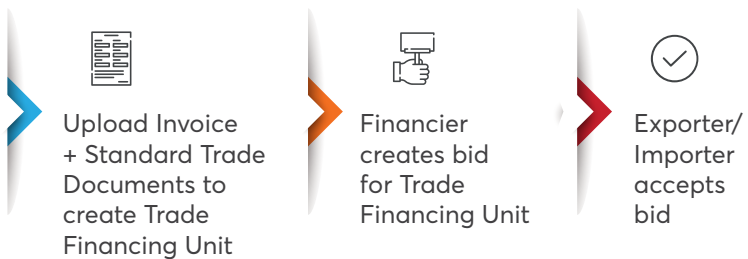 Upload Invoice
+ Standard Trade
Documents to
create Trade
Financing Unit
Financier
creates bid
for Trade
Financing Unit
Exporter/
Importer
accepts
bid